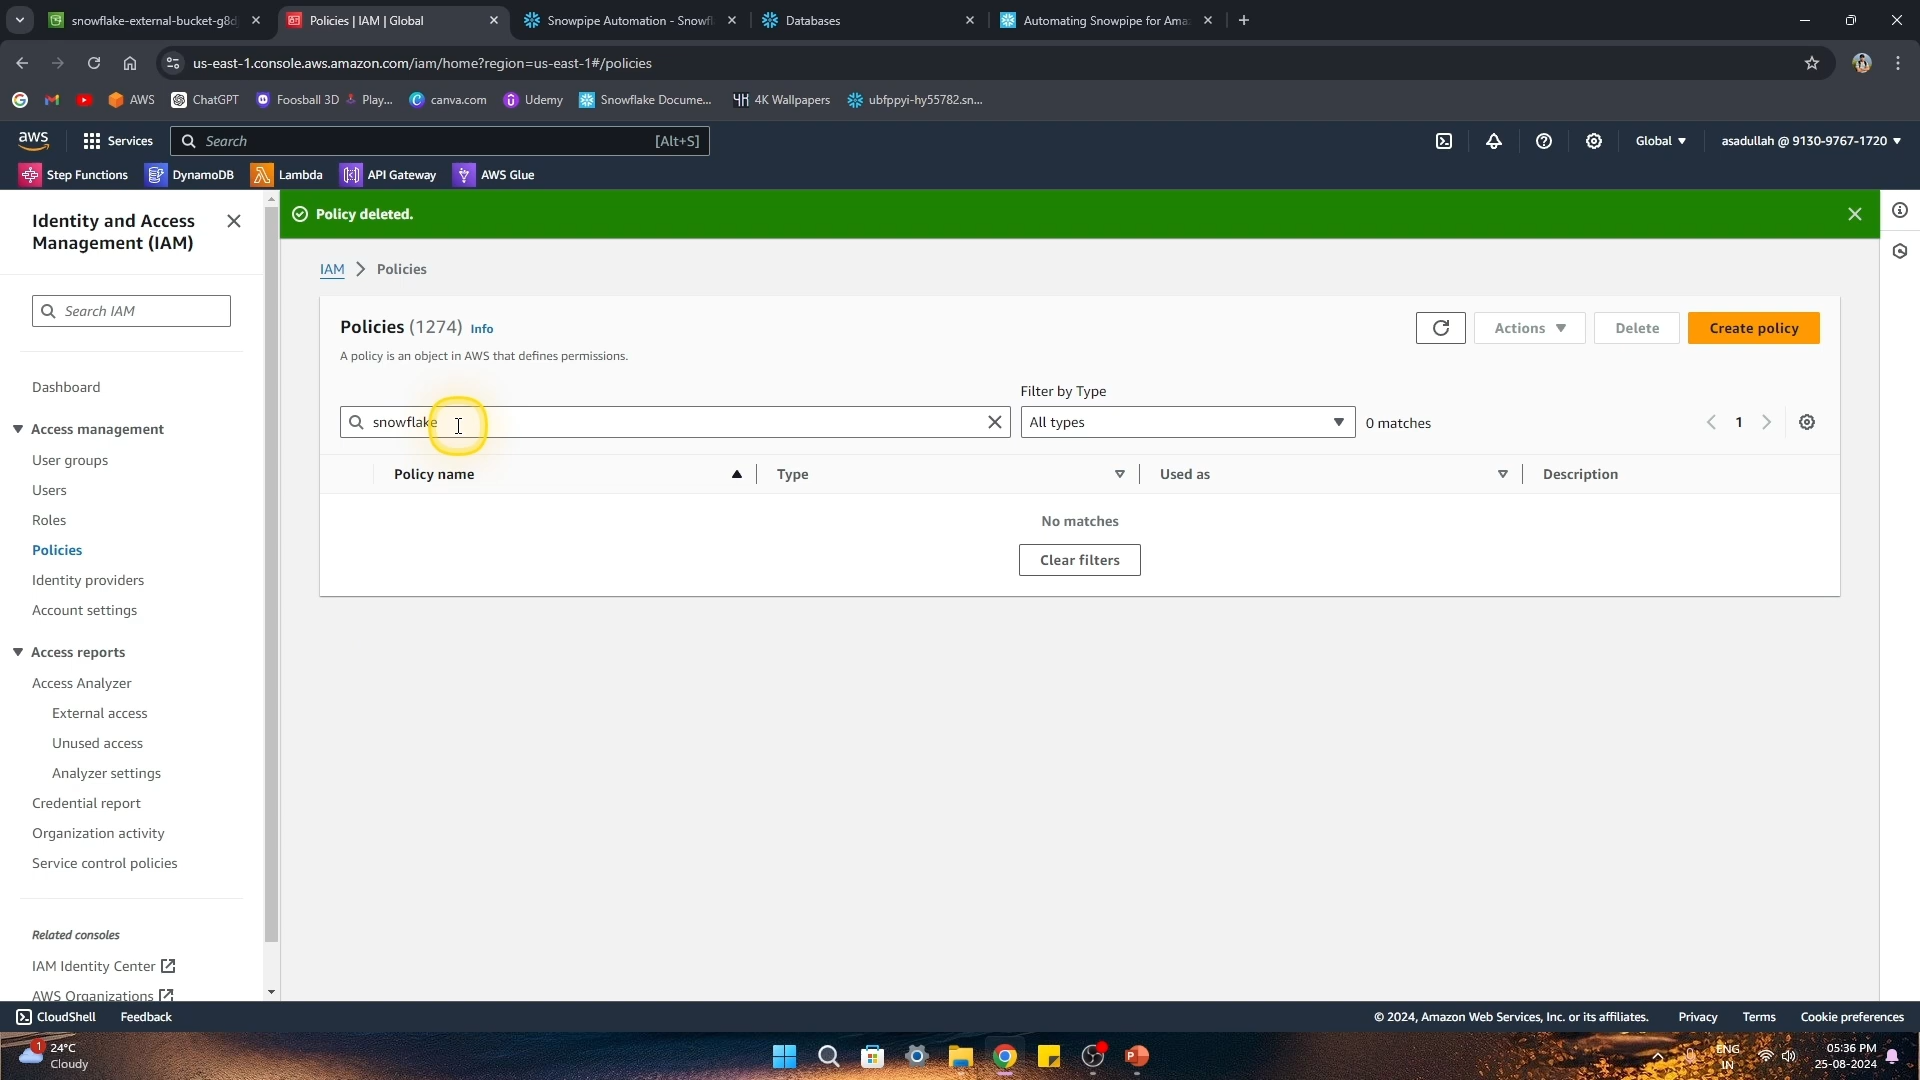 snowflake-external-bucket-g8d
Policies | IAM | Global
Snowpipe Automation - Snowfl
Databases
Automating Snowpipe for Ama
us-east-1.console.aws.amazon.com/iam/home?region=us-east-1#/policies
AWS
ChatGPT
Foosball 3D
Play...
canva.com
Udemy
Snowflake Docume...
4K Wallpapers
ubfppyi-hy55782.sn...
aws
Services
Search
[Alt+S]
Global
asadullah @ 9130-9767-1720
Step Functions
DynamoDB
Lambda
API Gateway
AWS Glue
Identity and Access
Management (IAM)
Search IAM
Dashboard
Access management
User groups
Users
Roles
Policies
Identity providers
Account settings
Access reports
Access Analyzer
External access
Unused access
Analyzer settings
Credential report
Organization activity
Service control policies
Related consoles
IAM Identity Center
AWS Organizations
Policy deleted.
IAM > Policies
Policies (1274) Info
A policy is an object in AWS that defines permissions.
Actions
Delete
Create policy
Filter by Type
snowflake
All types
0 matches
1
Policy name
Type
Used as
Description
No matches
Clear filters
CloudShell
Feedback
© 2024, Amazon Web Services, Inc. or its affiliates.
Privacy
Terms
Cookie preferences
1
24°C
Cloudy
ENG
IN
05:36 PM
25-08-2024